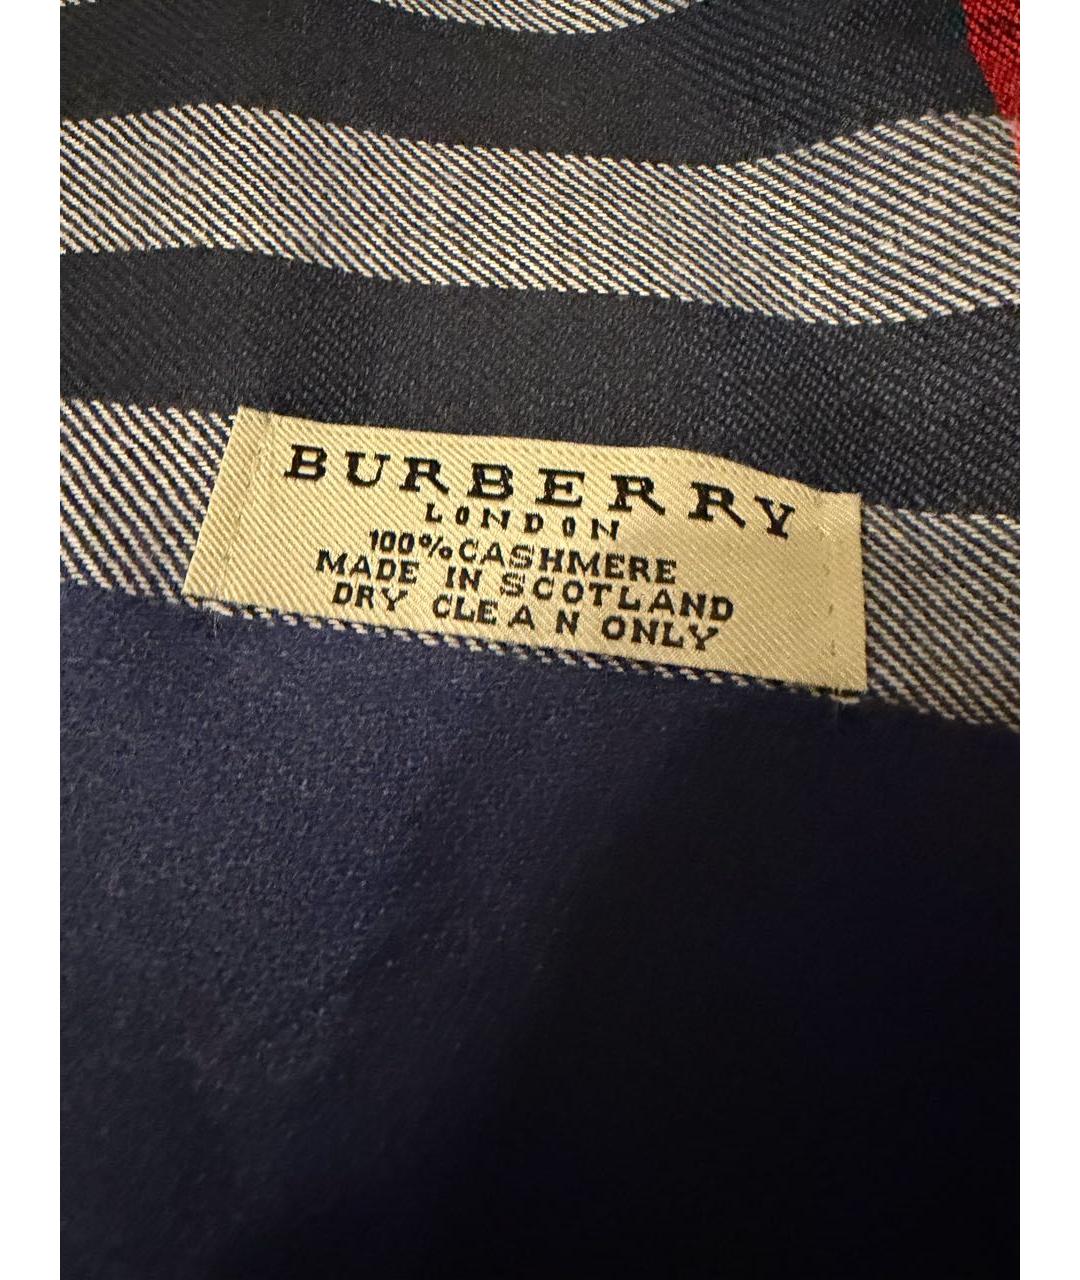 BURBERRY
LONDON
100% CASHMERE
MADE IN SCOTLAND
DRY CLEAN ONLY